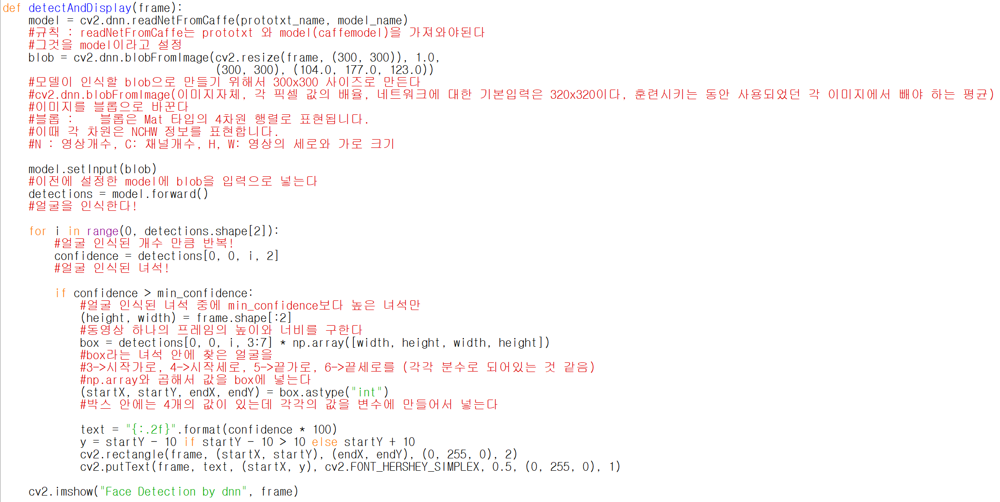 def detectAndDisplay(frame):
    model = cv2.dnn.readNetFromCaffe(prototxt_name, model_name)
    #규칙 : readNetFromCaffe는 prototxt 와 model(caffemodel)을 가져와야된다
    #그것을 model이라고 설정
    blob = cv2.dnn.blobFromImage(cv2.resize(frame, (300, 300)), 1.0,
                                 (300, 300), (104.0, 177.0, 123.0))
    #모델이 인식할 blob으로 만들기 위해서 300x300 사이즈로 만든다
    #cv2.dnn.blobFromImage(이미지자체, 각 픽셀 값의 배율, 네트워크에 대한 기본입력은 320x320이다, 훈련시키는 동안 사용되었던 각 이미지에서 빼야 하는 평균)
    #이미지를 블롭으로 바꾼다
    #블롭 :    블롭은 Mat 타입의 4차원 행렬로 표현됩니다.
    #이때 각 차원은 NCHW 정보를 표현합니다.
    #N : 영상개수, C: 채널개수, H, W: 영상의 세로와 가로 크기

    model.setInput(blob)
    #이전에 설정한 model에 blob을 입력으로 넣는다
    detections = model.forward()
    #얼굴을 인식한다!

    for i in range(0, detections.shape[2]):
        #얼굴 인식된 개수 만큼 반복!
        confidence = detections[0, 0, i, 2]
        #얼굴 인식된 녀석!

        if confidence > min_confidence:
            #얼굴 인식된 녀석 중에 min_confidence보다 높은 녀석만
            (height, width) = frame.shape[:2]
            #동영상 하나의 프레임의 높이와 너비를 구한다
            box = detections[0, 0, i, 3:7] * np.array([width, height, width, height])
            #box라는 녀석 안에 찾은 얼굴을
            #3->시작가로, 4->시작세로, 5->끝가로, 6->끝세로를 (각각 분수로 되어있는 것 같음)
            #np.array와 곱해서 값을 box에 넣는다
            (startX, startY, endX, endY) = box.astype("int")
            #박스 안에는 4개의 값이 있는데 각각의 값을 변수에 만들어서 넣는다

            text = "{:.2f}".format(confidence * 100)
            y = startY - 10 if startY - 10 > 10 else startY + 10
            cv2.rectangle(frame, (startX, startY), (endX, endY), (0, 255, 0), 2)
            cv2.putText(frame, text, (startX, y), cv2.FONT_HERSHEY_SIMPLEX, 0.5, (0, 255, 0), 1)

    cv2.imshow("Face Detection by dnn", frame)